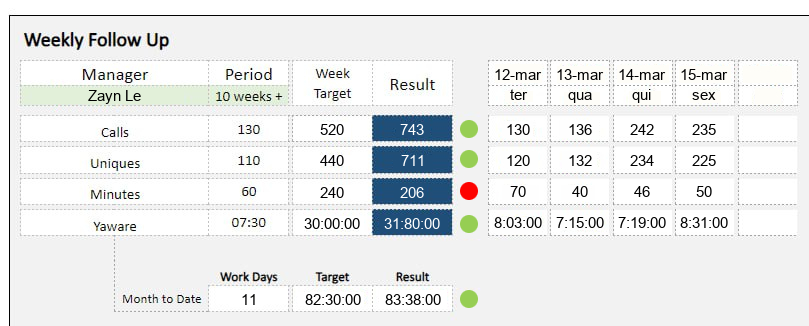 Weekly Follow Up
Manager Period Week Target Result 12-mar 13-mar 14-mar 15-mar
Zayn Le 10 weeks + ter qua qui sex
Calls 130 520 743 130 136 242 235
Uniques 110 440 711 120 132 234 225
Minutes 60 240 206 70 40 46 50
Yaware 07:30 30:00:00 31:80:00 8:03:00 7:15:00 7:19:00 8:31:00
Work Days Target Result
Month to Date 11 82:30:00 83:38:00